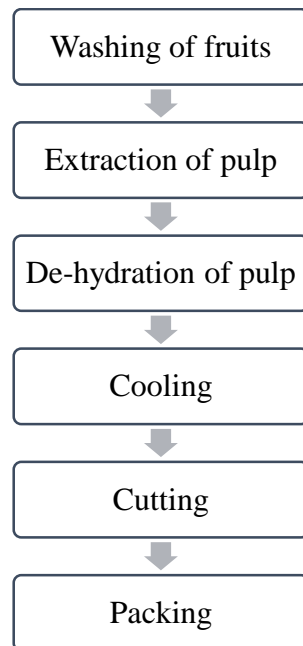 Washing of fruits
Extraction of pulp
De-hydration of pulp
Cooling
Cutting
Packing